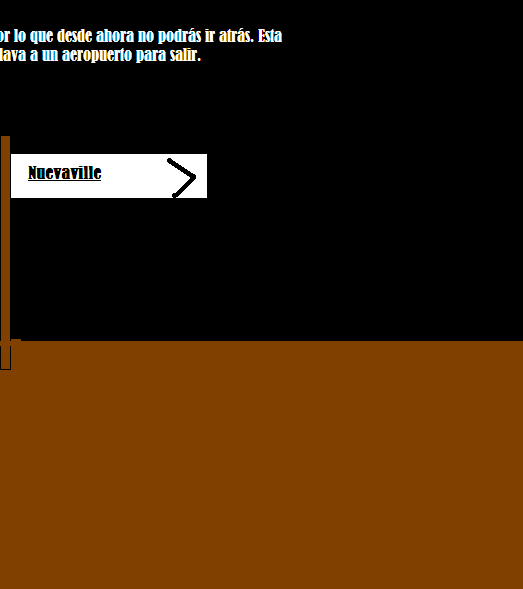 or lo que desde ahora no podrás ir atrás. Esta
lava a un aeropuerto para salir.
Nuevaville